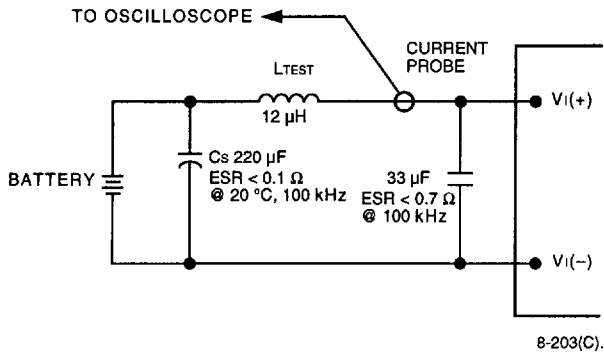 TO OSCILLOSCOPE
CURRENT
PROBE
LTEST
12 µH
VI(+)
Cs 220 µF
ESR < 0.1 Ω
@ 20 °C, 100 kHz
33 µF
ESR < 0.7 Ω
@ 100 kHz
BATTERY
VI(–)
8-203(C).